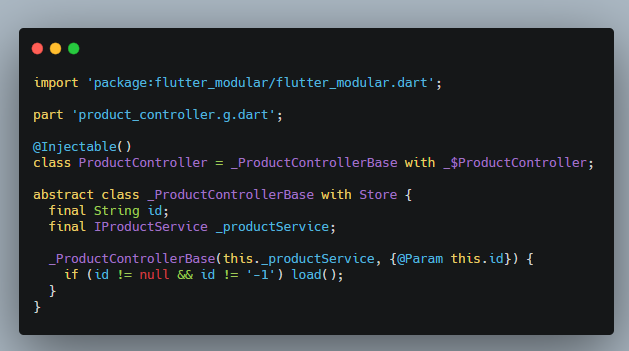 import 'package:flutter_modular/flutter_modular.dart';
part 'product_controller.g.dart';
@Injectable()
class ProductController = _ProductControllerBase with _$ProductController;
abstract class _ProductControllerBase with Store {
  final String id;
  final IProductService _productService;
  _ProductControllerBase(this._productService, {@Param this.id}) {
    if (id != null && id != '-1') load();
  }
}